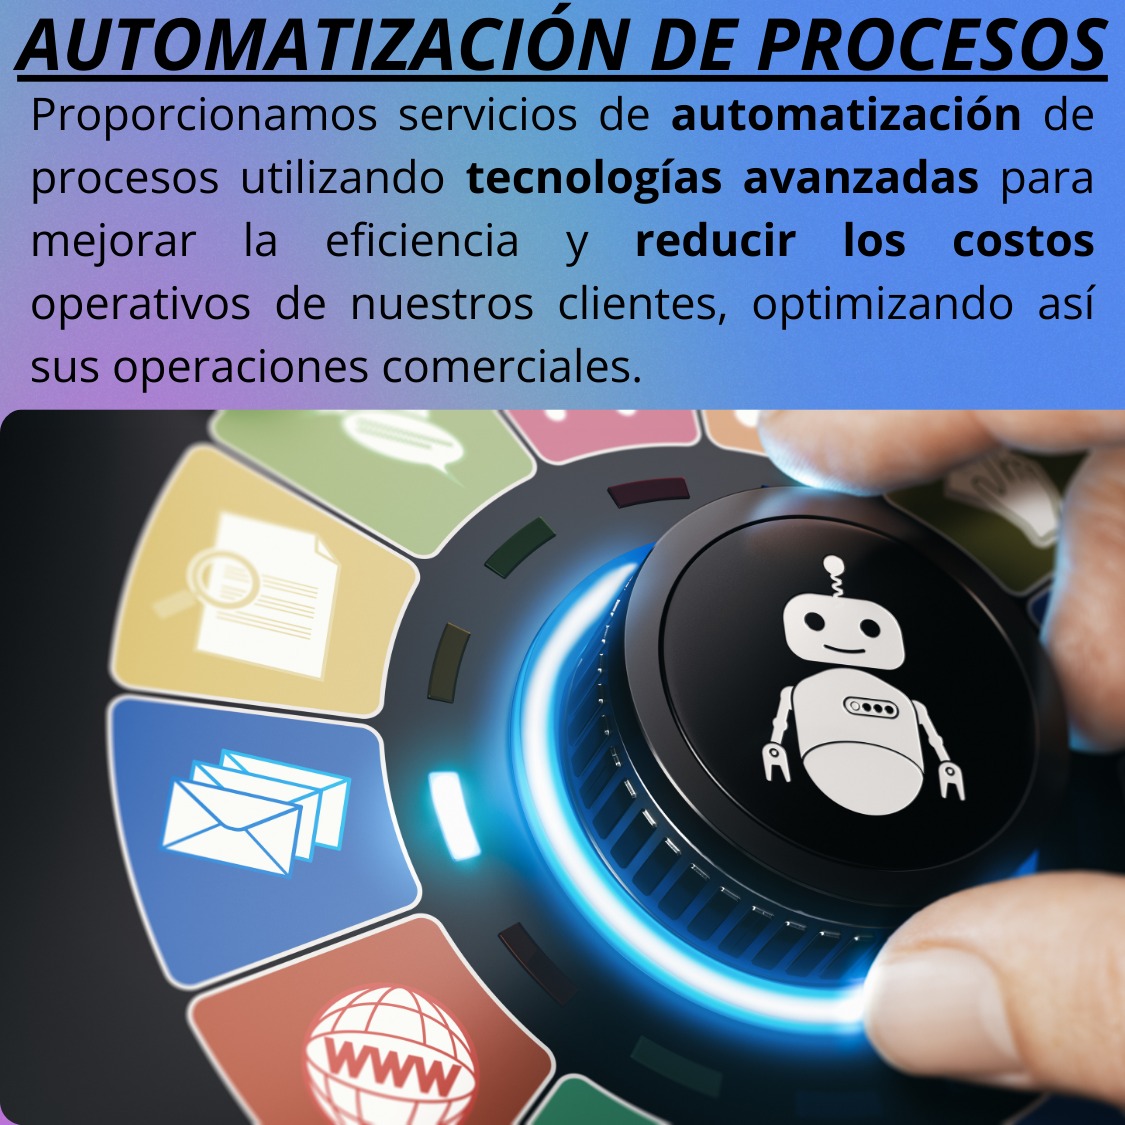 AUTOMATIZACIÓN DE PROCESOS
Proporcionamos servicios de automatización de
procesos utilizando tecnologías avanzadas para
mejorar la eficiencia y reducir los costos
operativos de nuestros clientes, optimizando así
sus operaciones comerciales.
WWW